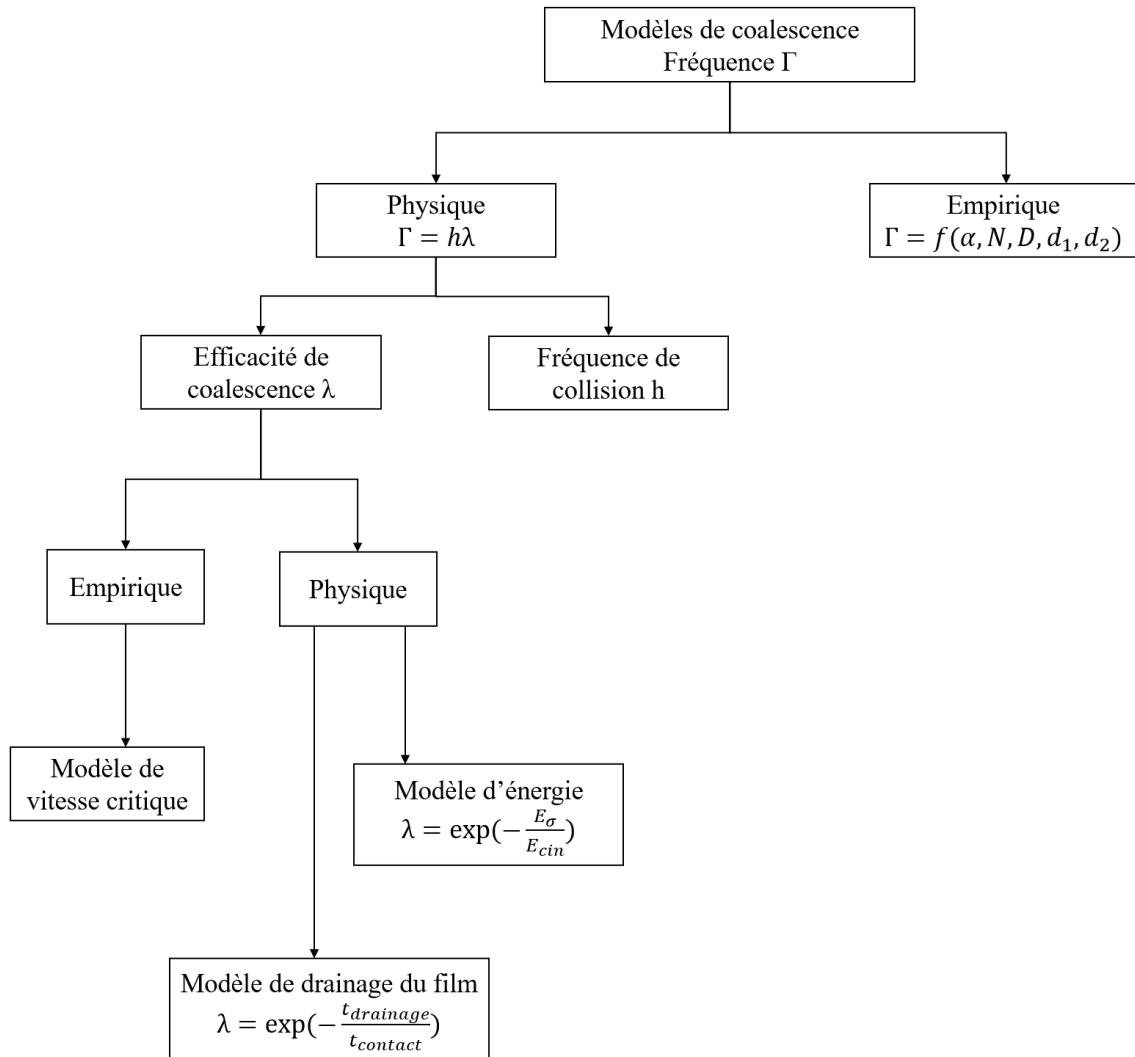 Modèles de coalescence
Fréquence Γ
Physique
Γ = hλ
Empirique
Γ = f(α, N, D, d₁, d₂)
Efficacité de
coalescence λ
Fréquence de
collision h
Empirique
Physique
Modèle de
vitesse critique
Modèle d’énergie
λ = exp(−E_σ/E_cin)
Modèle de drainage du film
λ = exp(−t_drainage/t_contact)